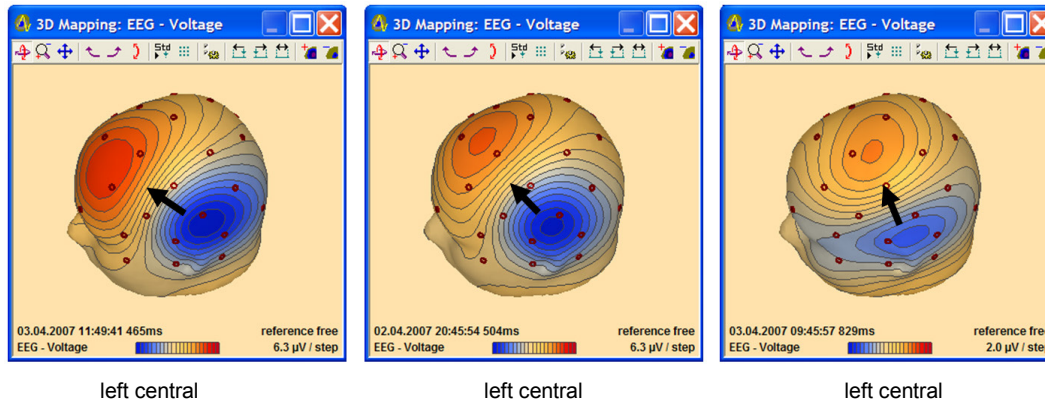 3D Mapping: EEG - Voltage
Std
03.04.2007 11:49:41 465ms reference free
EEG - Voltage 6.3 µV / step
left central
3D Mapping: EEG - Voltage
Std
02.04.2007 20:45:54 504ms reference free
EEG - Voltage 6.3 µV / step
left central
3D Mapping: EEG - Voltage
Std
03.04.2007 09:45:57 829ms reference free
EEG - Voltage 2.0 µV / step
left central